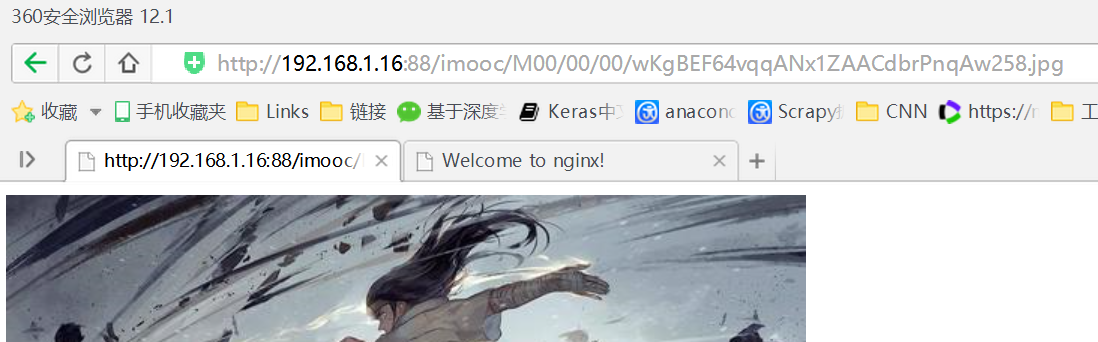 360安全浏览器 12.1
http://192.168.1.16:88/imooc/M00/00/00/wKgBEF64vqqANx1ZAACdbrPnqAw258.jpg
收藏 手机收藏夹 Links 链接 基于深度 Keras中 anacon Scrapy CNN https:// 工
http://192.168.1.16:88/imooc/ Welcome to nginx!